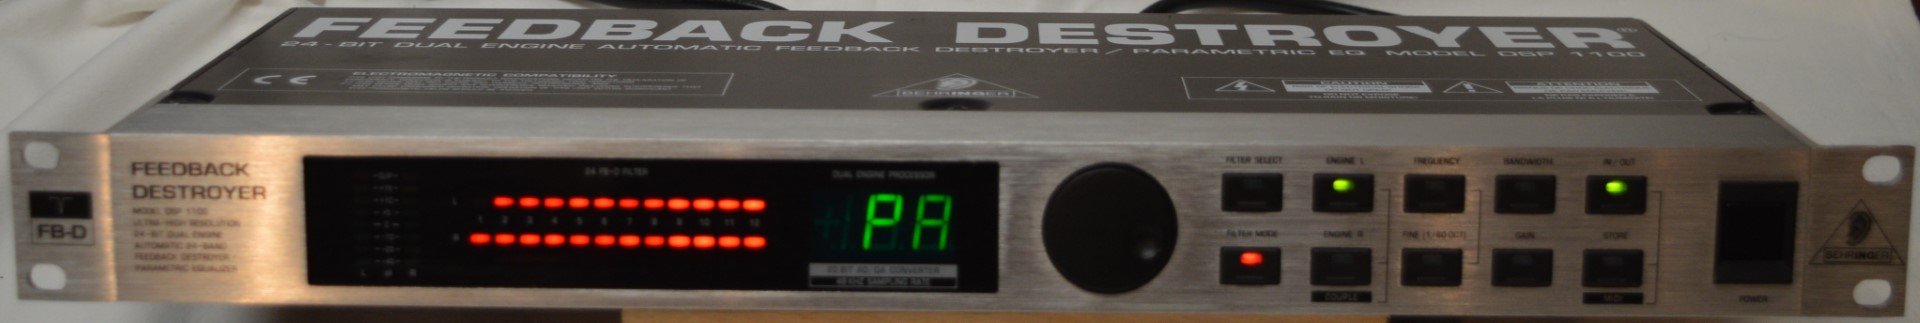 FEEDBACK DESTROYER®
24-BIT DUAL ENGINE AUTOMATIC FEEDBACK DESTROYER / PARAMETRIC EQ MODEL DSP 1100
CE ELECTROMAGNETIC COMPATIBILITY
BEHRINGER
CAUTION
ATTENTION
FEEDBACK
DESTROYER
MODEL DSP 1100
ULTRA-HIGH RESOLUTION
24-BIT DUAL ENGINE
AUTOMATIC 24-BAND
FEEDBACK DESTROYER /
PARAMETRIC EQUALIZER
FB-D
CLIP
L R
24 FB-D FILTER
L
1 2 3 4 5 6 7 8 9 10 11 12
R
DUAL ENGINE PROCESSOR
PA
20 BIT AD/DA CONVERTER
48 KHZ SAMPLING RATE
FILTER SELECT ENGINE L FREQUENCY BANDWIDTH IN / OUT
FILTER MODE ENGINE R FINE (1/60 OCT) GAIN STORE
COUPLE MIDI
POWER
BEHRINGER